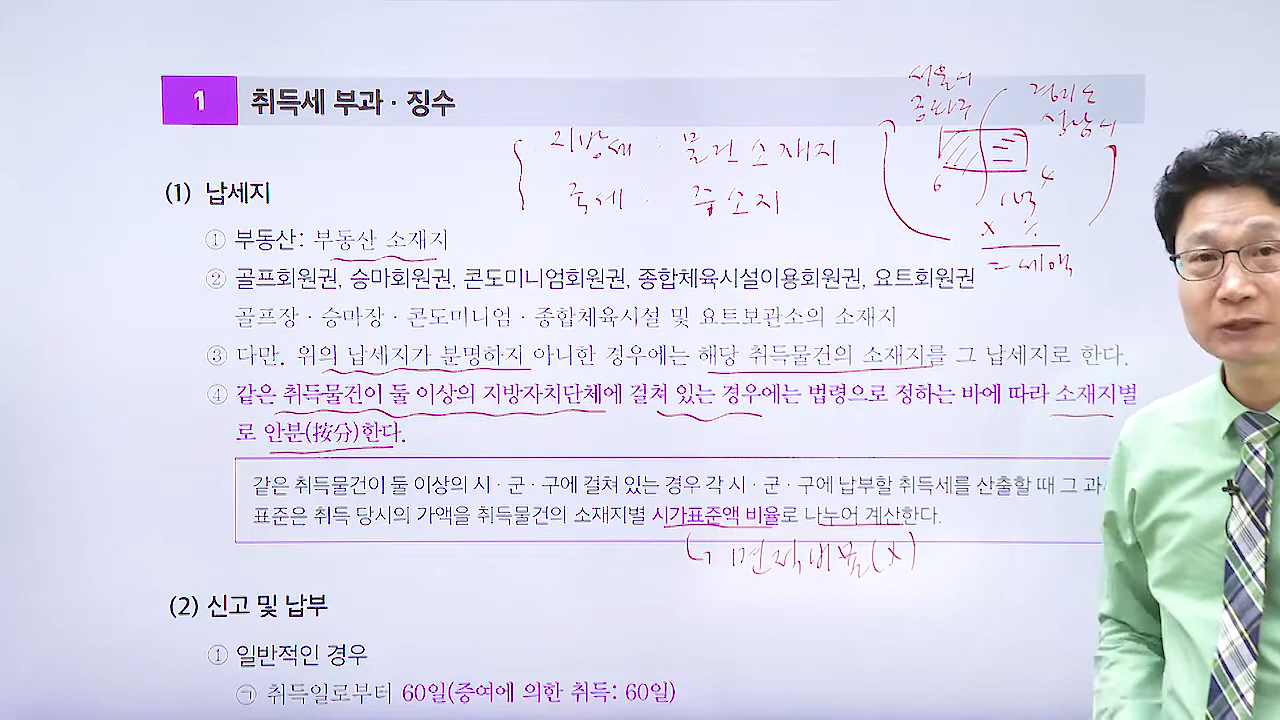 1 취득세 부과 · 징수
서울시
송파구
경기도
성남시
지방세 : 물건소재지
국세 : 주소지
6
4
10억
x %
= 세액
(1) 납세지
① 부동산: 부동산 소재지
② 골프회원권, 승마회원권, 콘도미니엄회원권, 종합체육시설이용회원권, 요트회원권
골프장 · 승마장 · 콘도미니엄 · 종합체육시설 및 요트보관소의 소재지
③ 다만, 위의 납세지가 분명하지 아니한 경우에는 해당 취득물건의 소재지를 그 납세지로 한다.
④ 같은 취득물건이 둘 이상의 지방자치단체에 걸쳐 있는 경우에는 법령으로 정하는 바에 따라 소재지별
로 안분(按分)한다.
같은 취득물건이 둘 이상의 시 · 군 · 구에 걸쳐 있는 경우 각 시 · 군 · 구에 납부할 취득세를 산출할 때 그 과
표준은 취득 당시의 가액을 취득물건의 소재지별 시가표준액 비율로 나누어 계산한다.
면적비율(x)
(2) 신고 및 납부
① 일반적인 경우
㉠ 취득일로부터 60일(증여에 의한 취득: 60일)